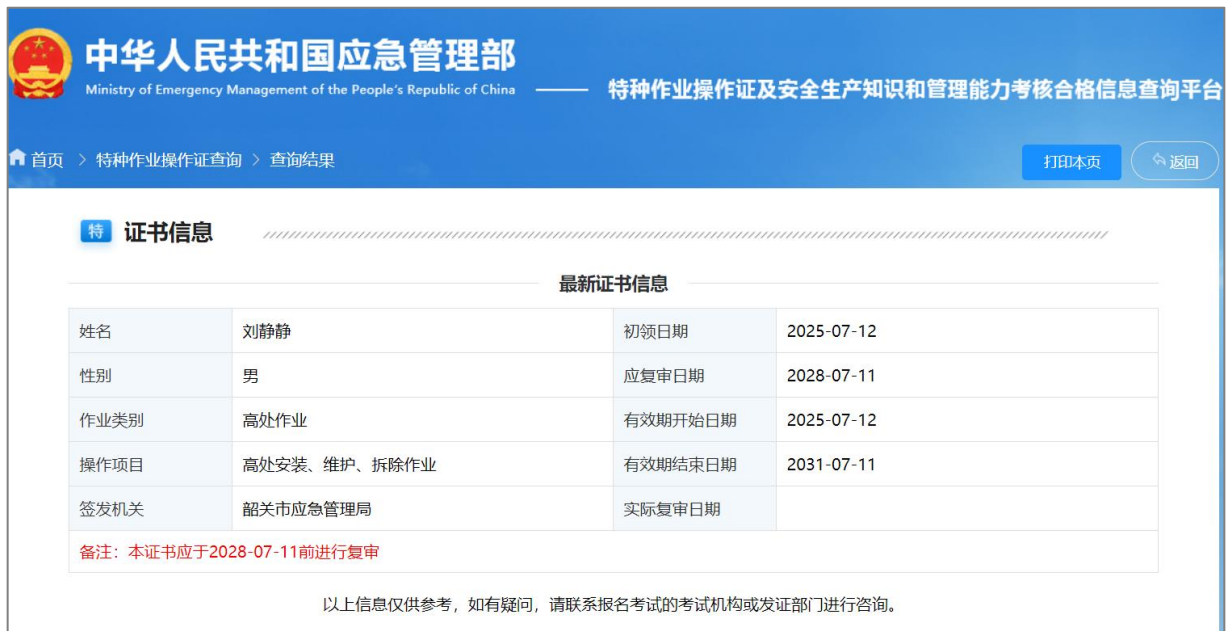 中华人民共和国应急管理部
Ministry of Emergency Management of the People's Republic of China
特种作业操作证及安全生产知识和管理能力考核合格信息查询平台
首页 > 特种作业操作证查询 > 查询结果
打印本页 返回
特 证书信息
最新证书信息
姓名 刘静静 初领日期 2025-07-12
性别 男 应复审日期 2028-07-11
作业类别 高处作业 有效期开始日期 2025-07-12
操作项目 高处安装、维护、拆除作业 有效期结束日期 2031-07-11
签发机关 韶关市应急管理局 实际复审日期
备注：本证书应于2028-07-11前进行复审
以上信息仅供参考，如有疑问，请联系报名考试的考试机构或发证部门进行咨询。